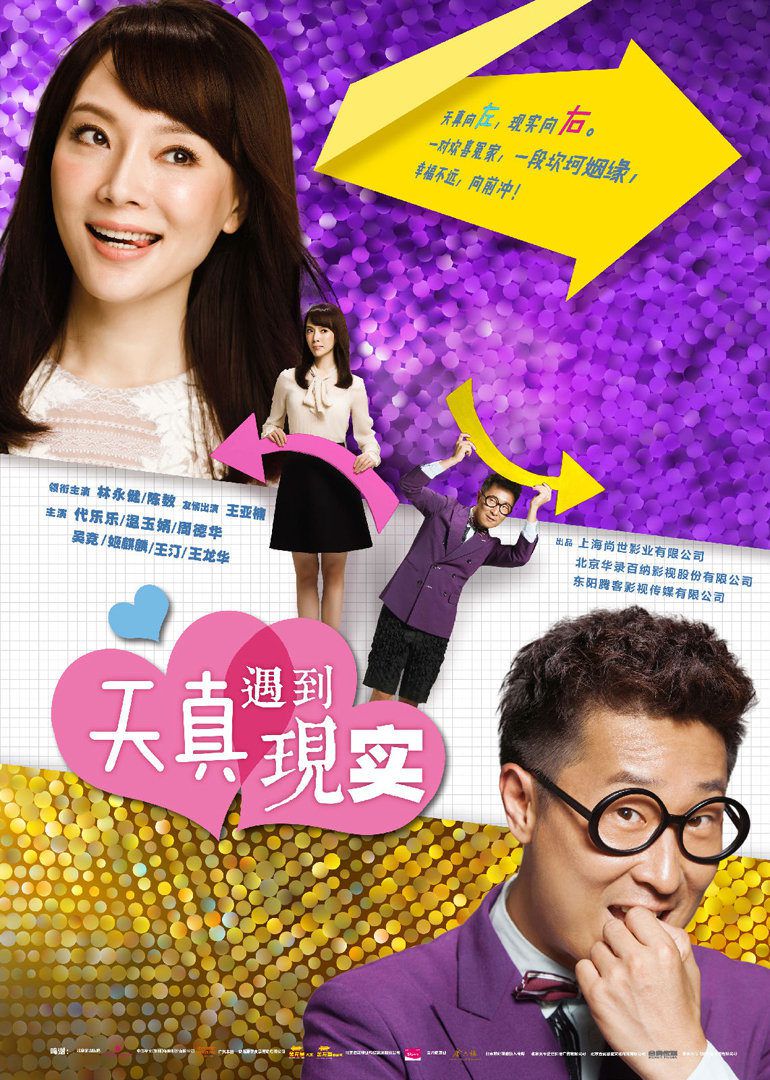 天真向左，现实向右。
一对欢喜冤家，一段坎坷姻缘，
幸福不远，向前冲！
领衔主演 林永健/陈数 友情出演 王亚楠
主演 代乐乐/温玉娟/周德华
吴竞/姬麒麟/王汀/王龙华
出品 上海尚世影业有限公司
北京华录百纳影视股份有限公司
东阳腾客影视传媒有限公司
天真遇到
現实
鸣谢：